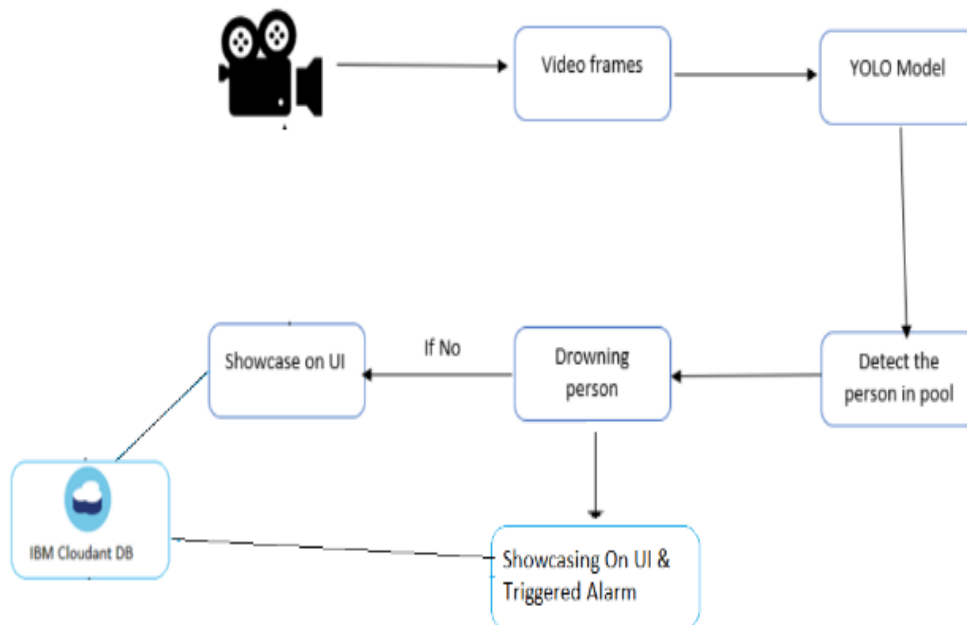 Video frames
YOLO Model
Showcase on UI
If No
Drowning
person
Detect the
person in pool
IBM Cloudant DB
Showcasing On UI &
Triggered Alarm